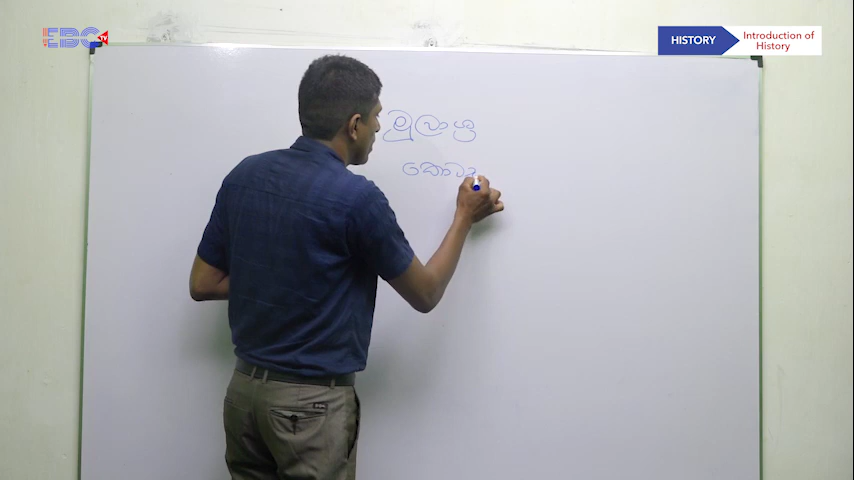 EBC TV
HISTORY
Introduction of
History
මුලාශ්‍ර